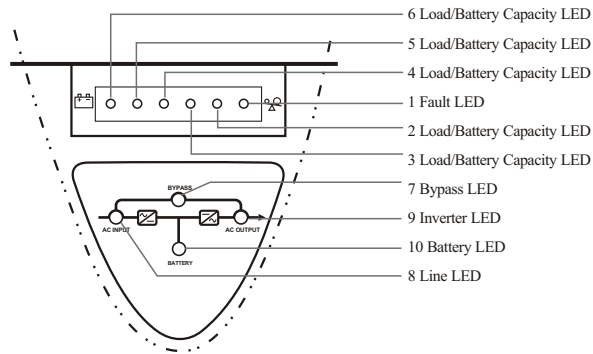 6 Load/Battery Capacity LED
5 Load/Battery Capacity LED
4 Load/Battery Capacity LED
1 Fault LED
2 Load/Battery Capacity LED
3 Load/Battery Capacity LED
7 Bypass LED
9 Inverter LED
10 Battery LED
8 Line LED
BYPASS
AC INPUT
AC OUTPUT
BATTERY